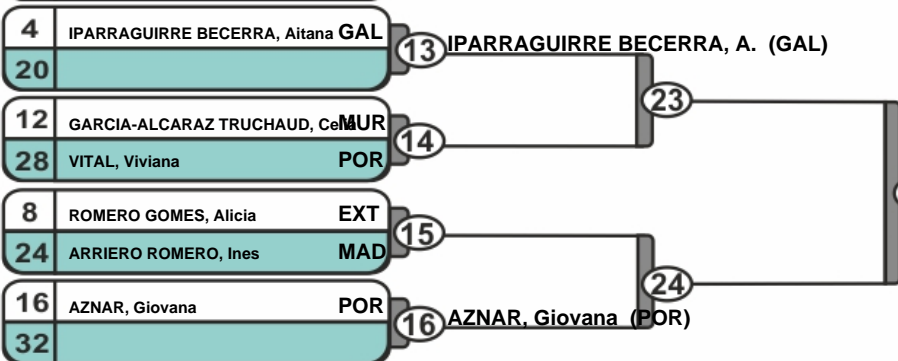 4 IPARRAGUIRRE BECERRA, Aitana GAL
13 IPARRAGUIRRE BECERRA, A. (GAL)
20
23
12 GARCIA-ALCARAZ TRUCHAUD, Celia MUR
14
28 VITAL, Viviana POR
8 ROMERO GOMES, Alicia EXT
15
24 ARRIERO ROMERO, Ines MAD
24
16 AZNAR, Giovana POR
16 AZNAR, Giovana (POR)
32